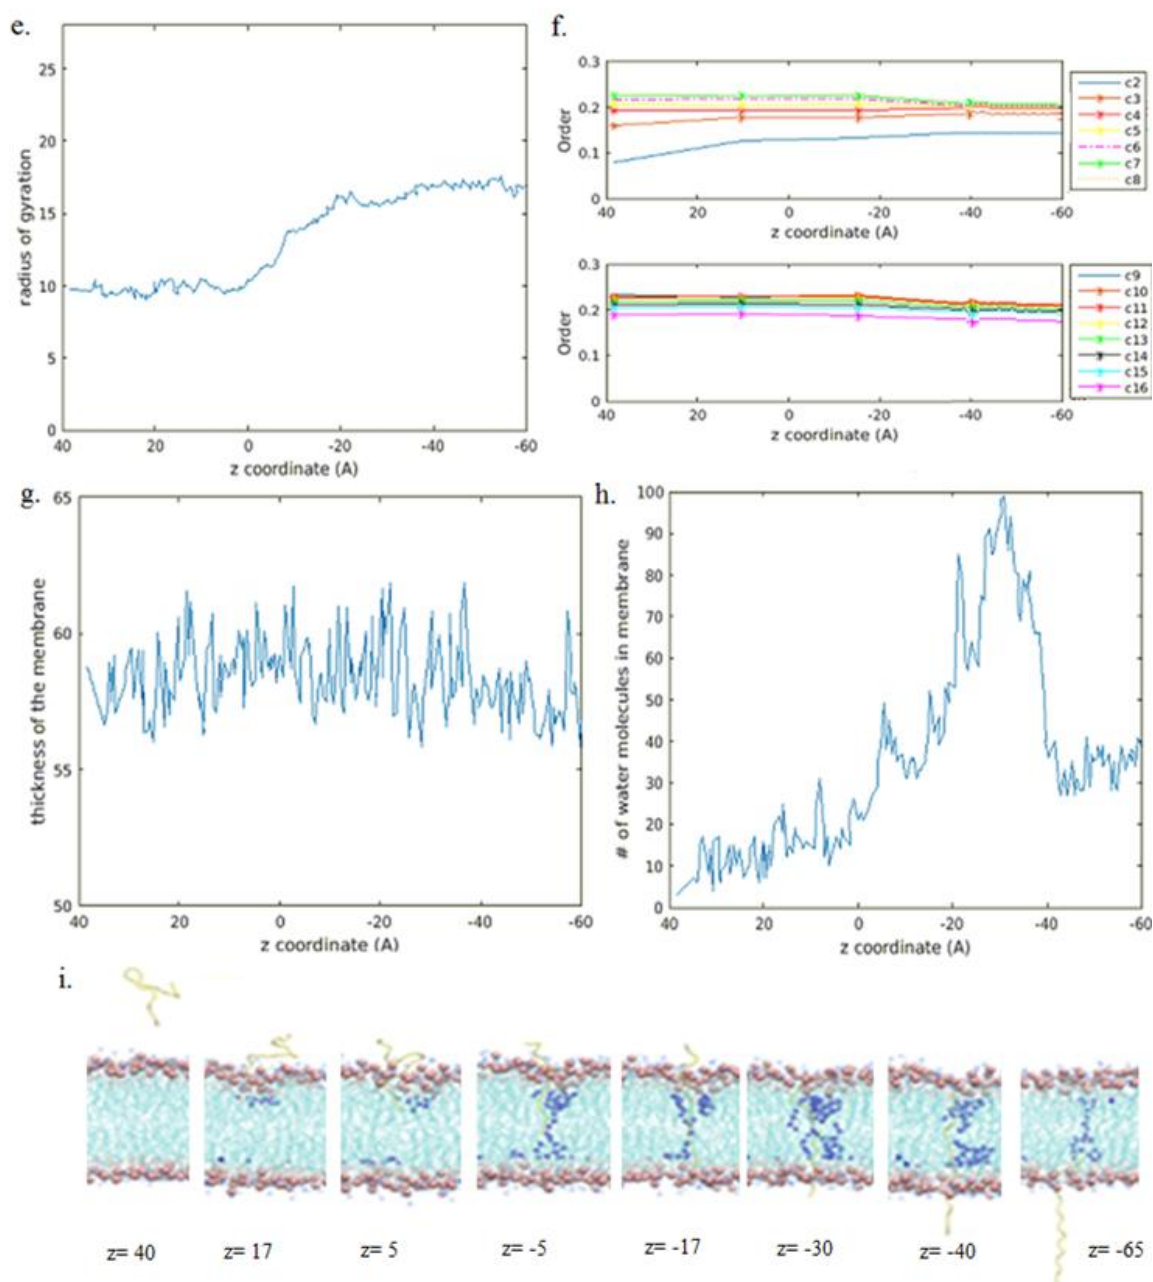 e.
radius of gyration
25
20
15
10
5
0
40 20 0 -20 -40 -60
z coordinate (A)
f.
Order
0.3
0.2
0.1
0
40 20 0 -20 -40 -60
z coordinate (A)
c2
c3
c4
c5
c6
c7
c8
Order
0.3
0.2
0.1
0
40 20 0 -20 -40 -60
z coordinate (A)
c9
c10
c11
c12
c13
c14
c15
c16
g.
thickness of the membrane
65
60
55
50
40 20 0 -20 -40 -60
z coordinate (A)
h.
# of water molecules in membrane
100
90
80
70
60
50
40
30
20
10
0
40 20 0 -20 -40 -60
z coordinate (A)
i.
z= 40 z= 17 z= 5 z= -5 z= -17 z= -30 z= -40 z= -65